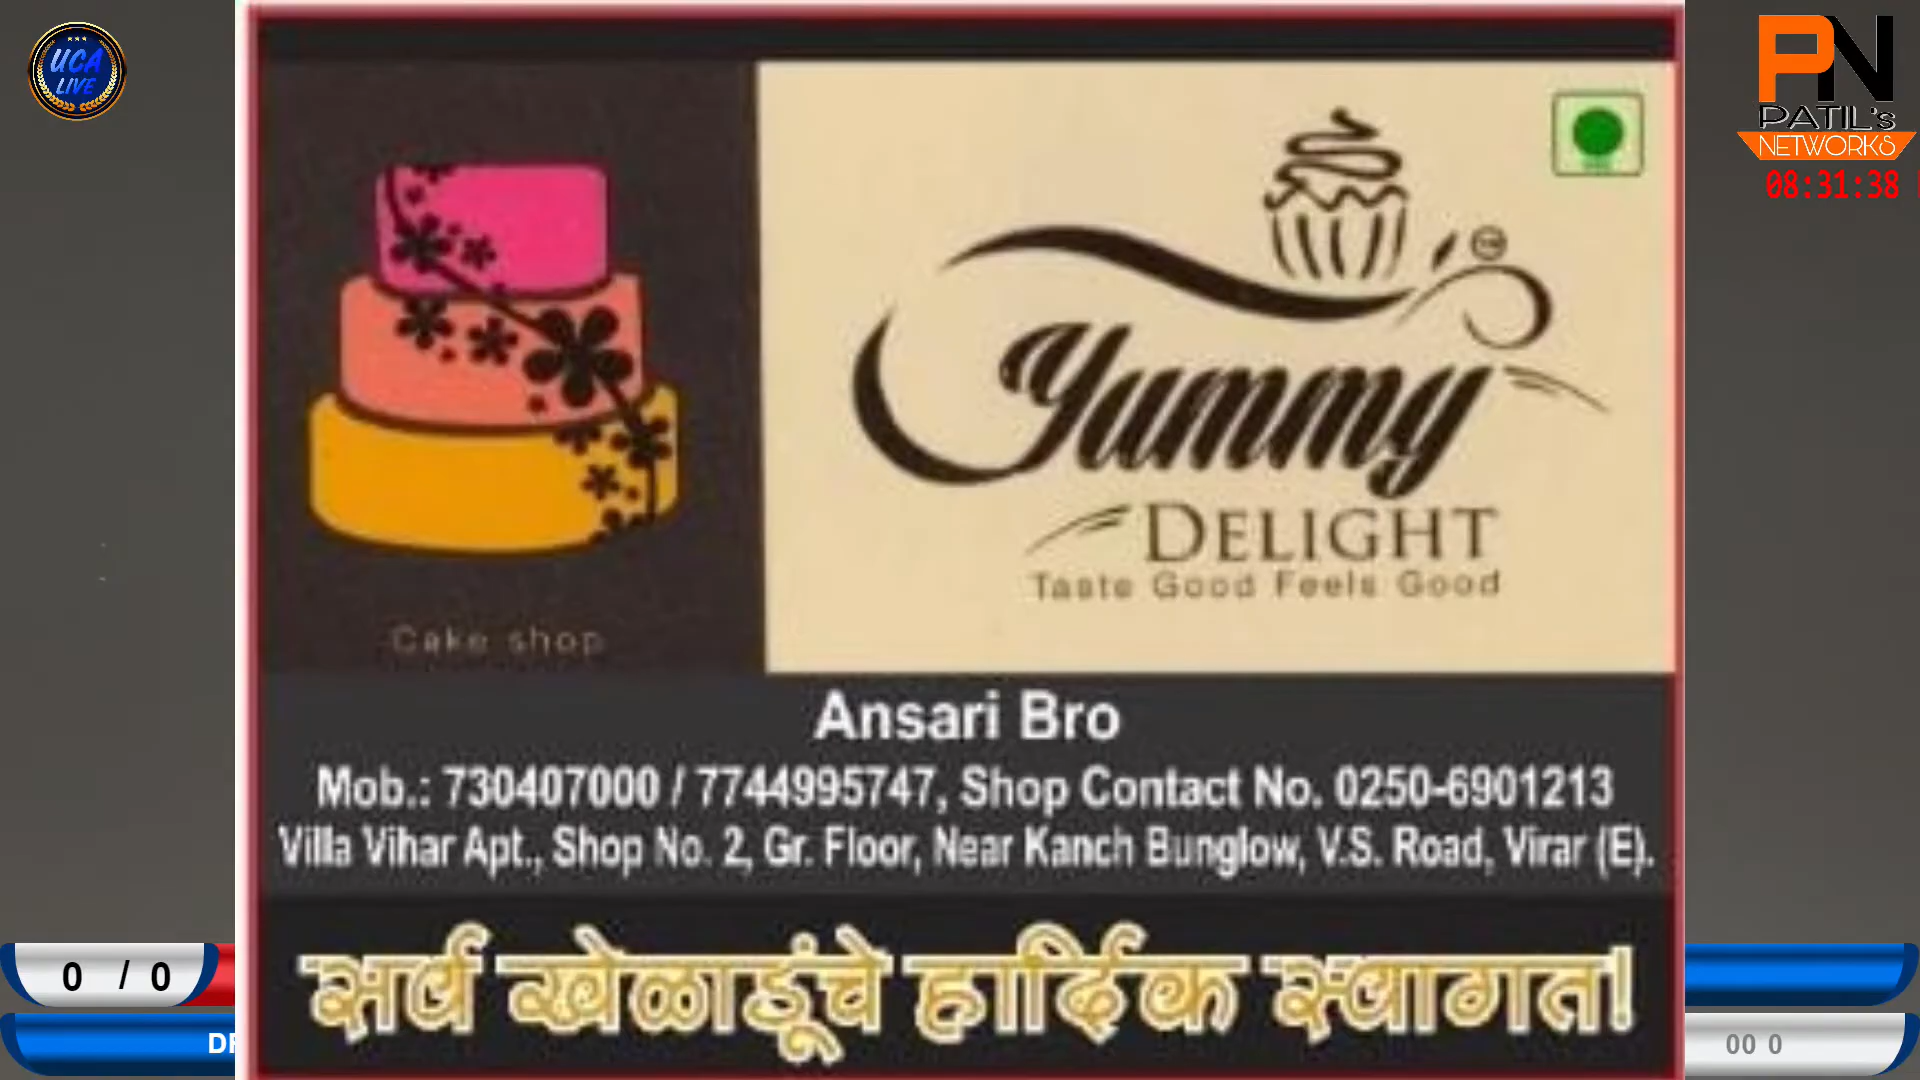 UCA
LIVE
PN
PATIL's
NETWORKS
08:31:38
Yummy
DELIGHT
Taste Good Feels Good
Cake shop
Ansari Bro
Mob.: 730407000 / 7744995747, Shop Contact No. 0250-6901213
Villa Vihar Apt., Shop No. 2, Gr. Floor, Near Kanch Bunglow, V.S. Road, Virar (E).
सर्व खेळाडूंचे हार्दिक स्वागत!
0 / 0
00 0